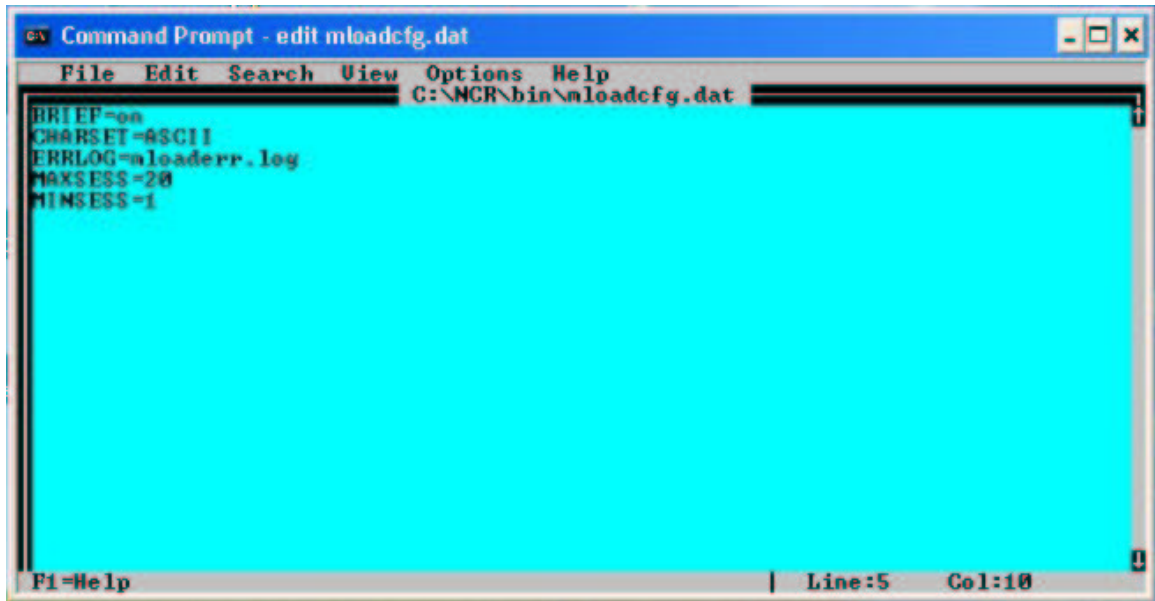 Command Prompt - edit mloadcfg.dat
File Edit Search View Options Help
C:\NCR\bin\mloadcfg.dat
BRIEF=on
CHARSET=ASCII
ERRLOG=mloaderr.log
MAXSESS=20
MINSESS=1
F1=Help Line:5 Col:10